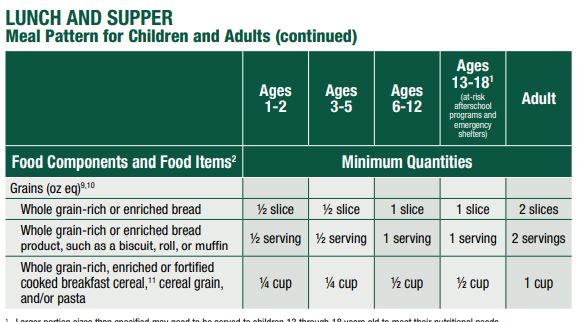 LUNCH AND SUPPER
Meal Pattern for Children and Adults (continued)
Ages 1-2
Ages 3-5
Ages 6-12
Ages 13-18¹ (at-risk afterschool programs and emergency shelters)
Adult
Food Components and Food Items² Minimum Quantities
Grains (oz eq)⁹,¹⁰
Whole grain-rich or enriched bread ½ slice ½ slice 1 slice 1 slice 2 slices
Whole grain-rich or enriched bread
product, such as a biscuit, roll, or muffin ½ serving ½ serving 1 serving 1 serving 2 servings
Whole grain-rich, enriched or fortified
cooked breakfast cereal,¹¹ cereal grain, ¼ cup ¼ cup ½ cup ½ cup 1 cup
and/or pasta
¹ Larger portion sizes than specified may need to be served to children 13 through 18 years old to meet their nutritional needs.